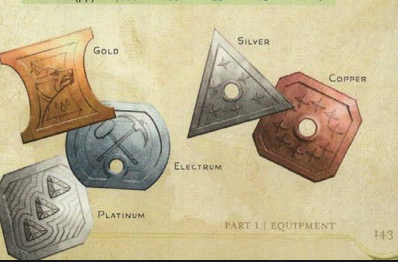 GOLD
SILVER
COPPER
ELECTRUM
PLATINUM
PART 1 | EQUIPMENT
143